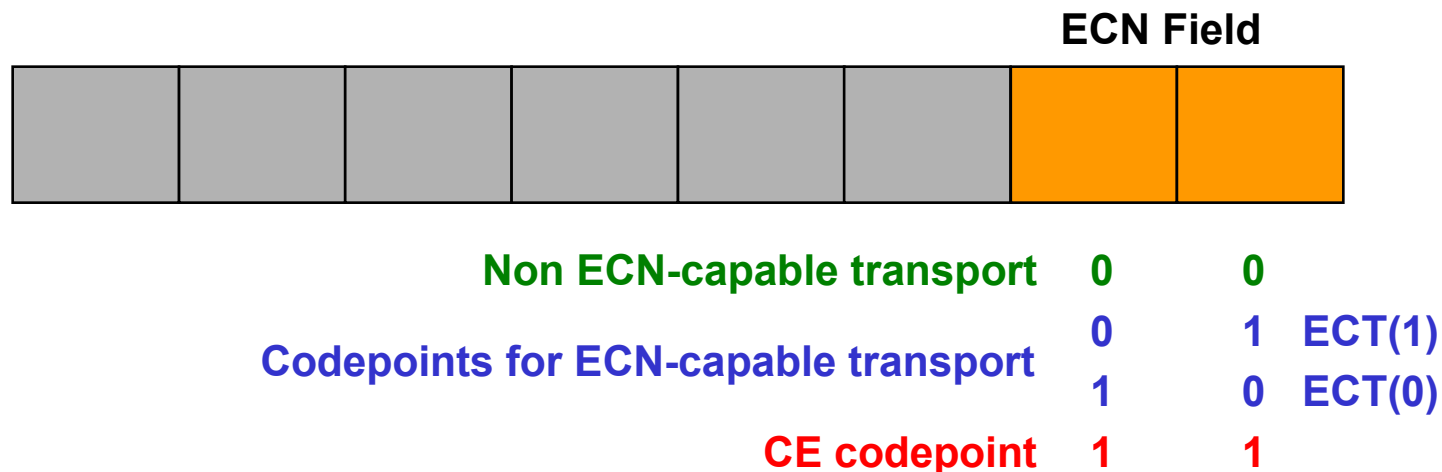 ECN Field
Non ECN-capable transport 0 0
0 1 ECT(1)
Codepoints for ECN-capable transport
1 0 ECT(0)
CE codepoint 1 1